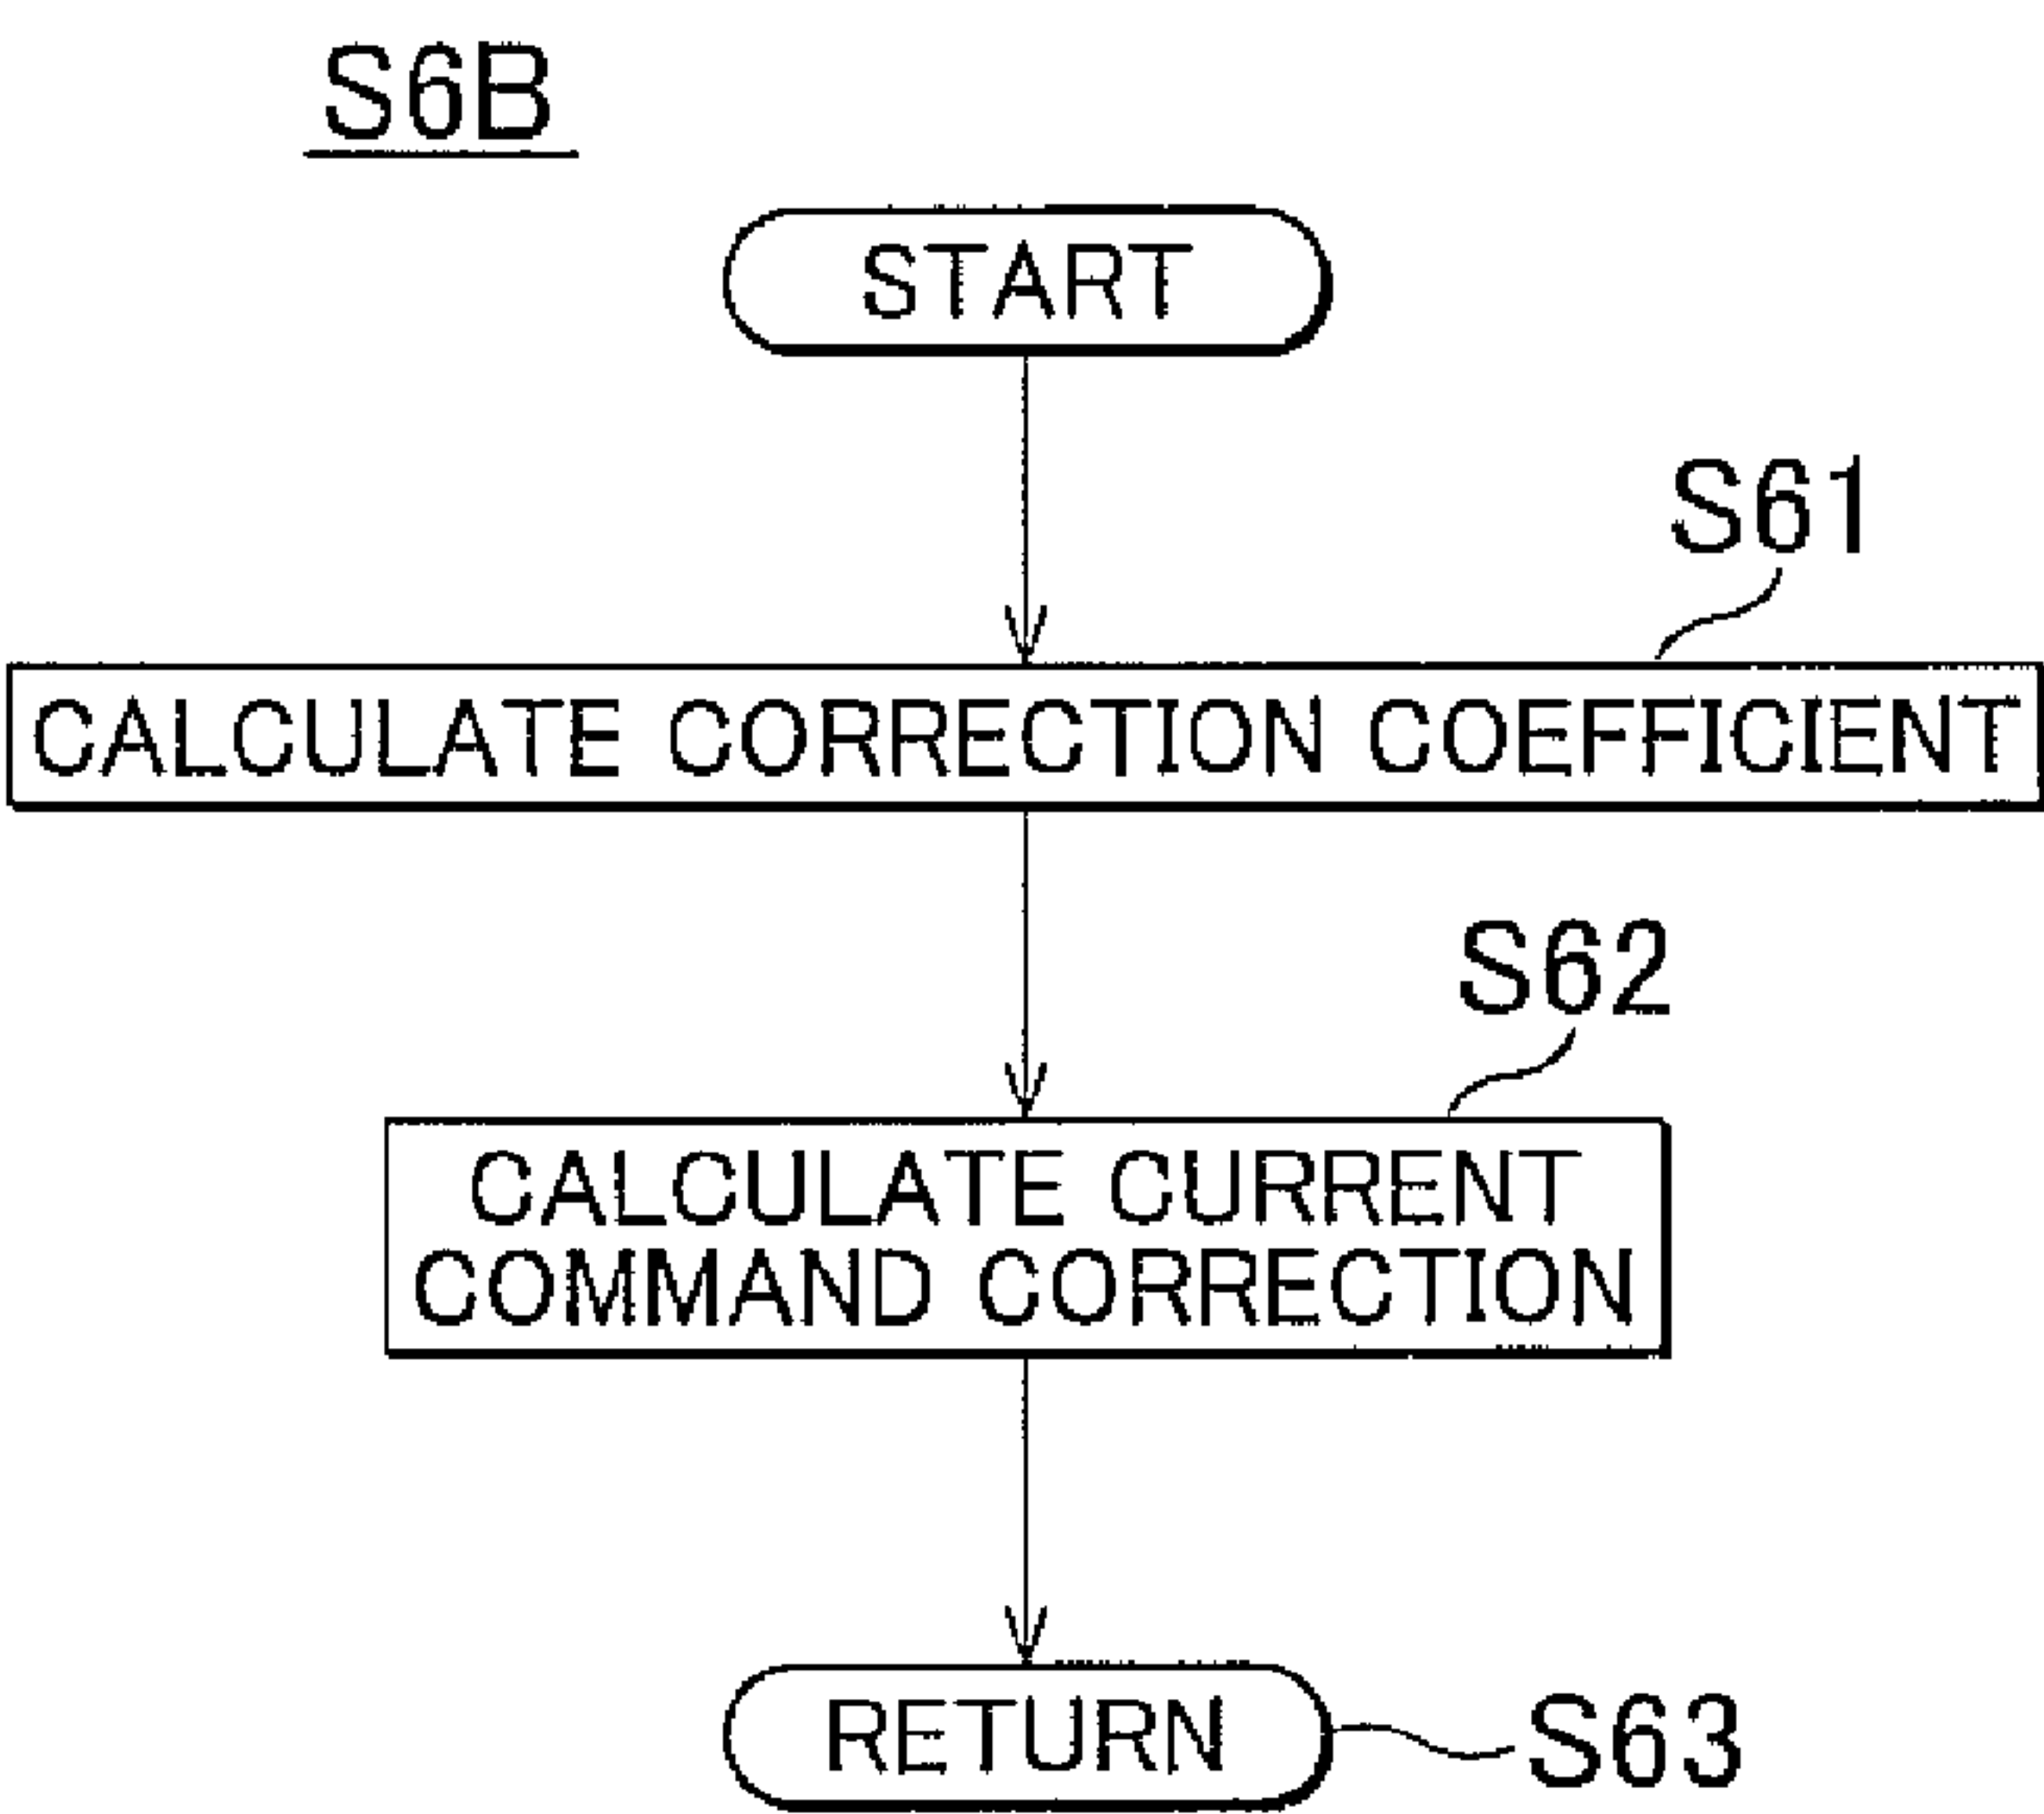 S6B
START
S61
CALCULATE CORRECTION COEFFICIENT
S62
CALCULATE CURRENT
COMMAND CORRECTION
RETURN
S63